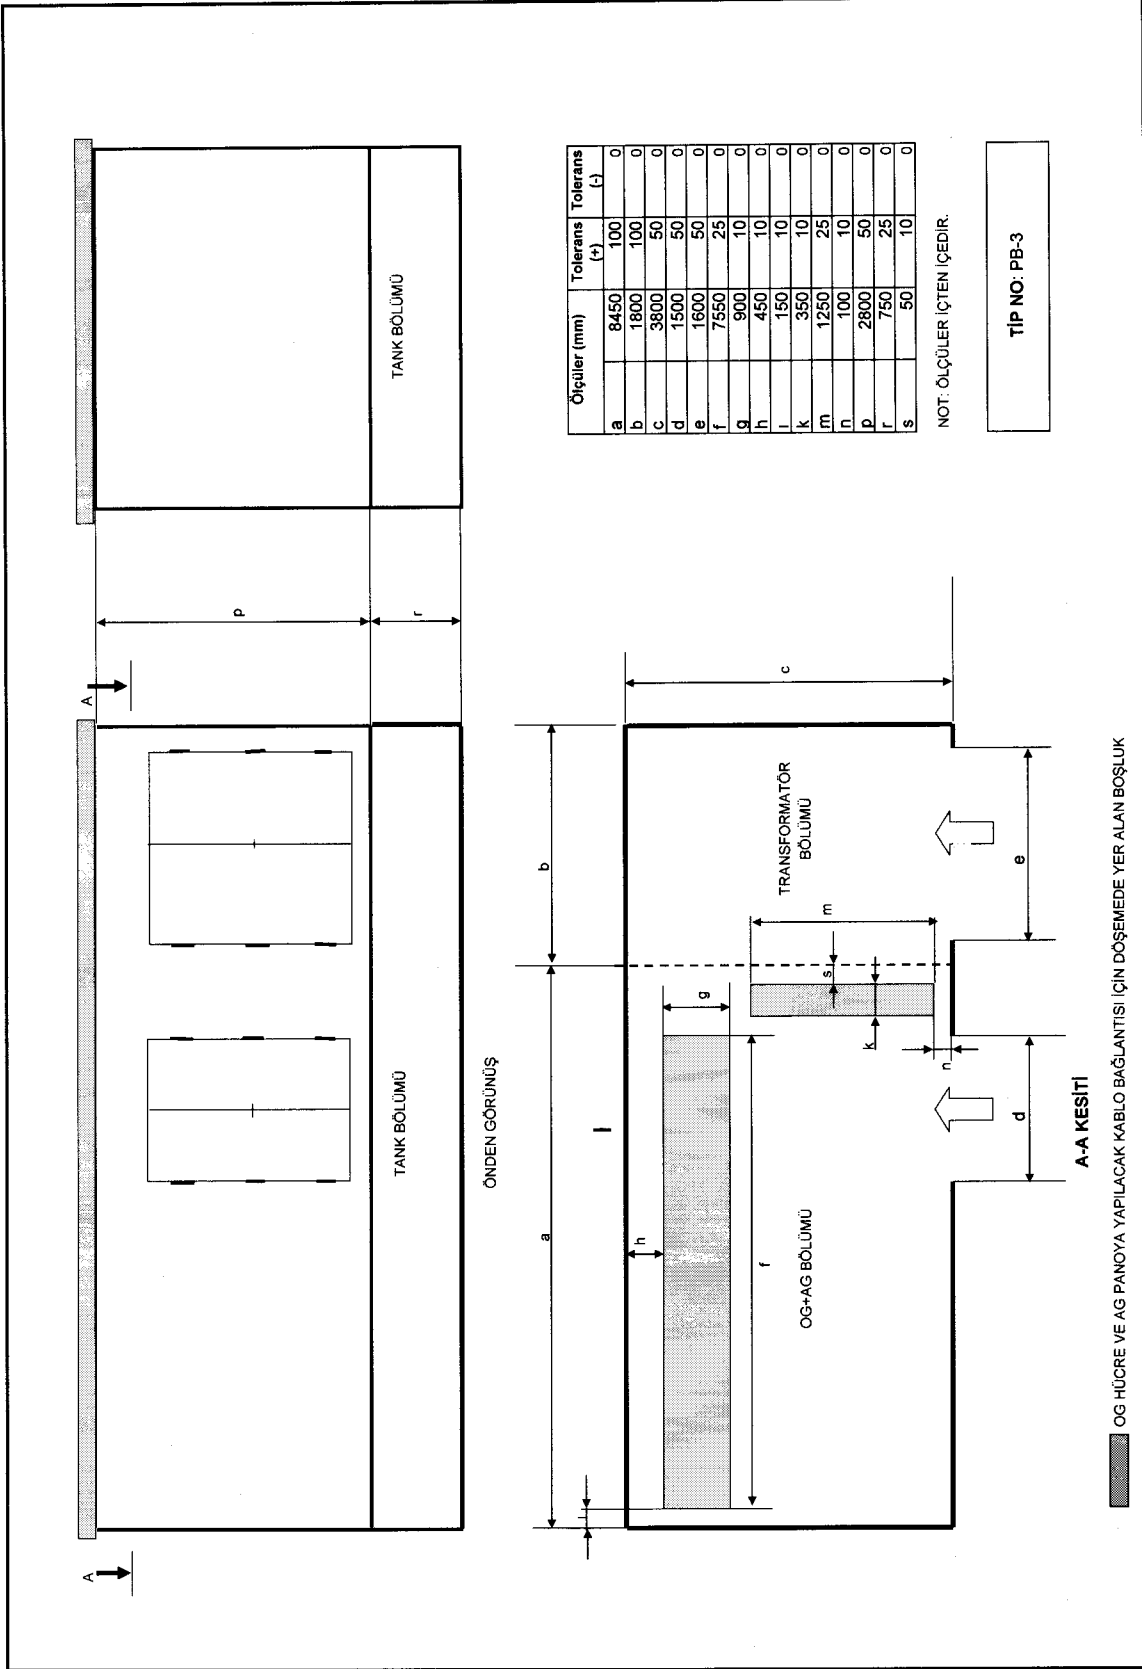 A
A
p
r
TANK BÖLÜMÜ
TANK BÖLÜMÜ
ÖNDEN GÖRÜNÜŞ
a
b
I
l
h
g
f
c
m
s
k
n
d
e
OG+AG BÖLÜMÜ
TRANSFORMATÖR
BÖLÜMÜ
A-A KESİTİ
OG HÜCRE VE AG PANOYA YAPILACAK KABLO BAĞLANTISI İÇİN DÖŞEMEDE YER ALAN BOŞLUK
Ölçüler (mm) Tolerans (+) Tolerans (-)
a 8450 100 0
b 1800 100 0
c 3800 50 0
d 1500 50 0
e 1600 50 0
f 7550 25 0
g 900 10 0
h 450 10 0
l 150 10 0
k 350 10 0
m 1250 25 0
n 100 10 0
p 2800 50 0
r 750 25 0
s 50 10 0
NOT: ÖLÇÜLER İÇTEN İÇEDİR.
TİP NO: PB-3